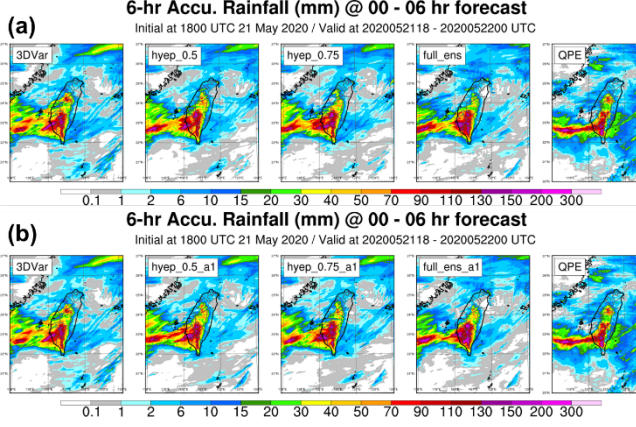 (a)
6-hr Accu. Rainfall (mm) @ 00 - 06 hr forecast
Initial at 1800 UTC 21 May 2020 / Valid at 2020052118 - 2020052200 UTC
3DVar hyep_0.5 hyep_0.75 full_ens QPE
0.1 1 2 6 10 15 20 30 40 50 70 90 110 130 150 200 300
(b)
6-hr Accu. Rainfall (mm) @ 00 - 06 hr forecast
Initial at 1800 UTC 21 May 2020 / Valid at 2020052118 - 2020052200 UTC
3DVar hyep_0.5_a1 hyep_0.75_a1 full_ens_a1 QPE
0.1 1 2 6 10 15 20 30 40 50 70 90 110 130 150 200 300